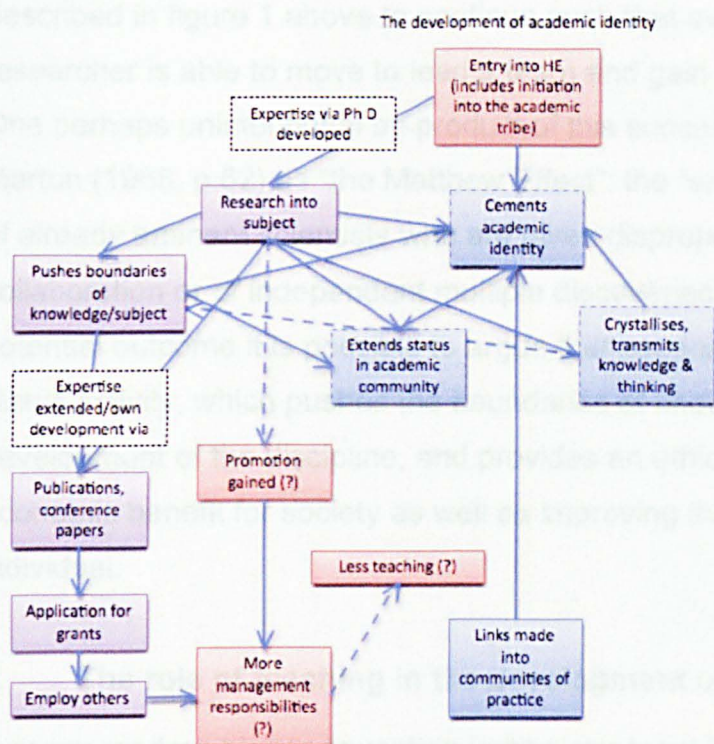 The development of academic identity
Entry into HE
(includes initiation
into the academic
tribe)
Expertise via Ph D
developed
Research into
subject
Cements
academic
identity
Pushes boundaries
of
knowledge/subject
Crystallises,
transmits
knowledge &
thinking
Extends status
in academic
community
Expertise
extended/own
development via
Promotion
gained (?)
Publications,
conference
papers
Less teaching (?)
Application for
grants
Links made
into
communities of
practice
More
management
responsibilities
(?)
Employ others